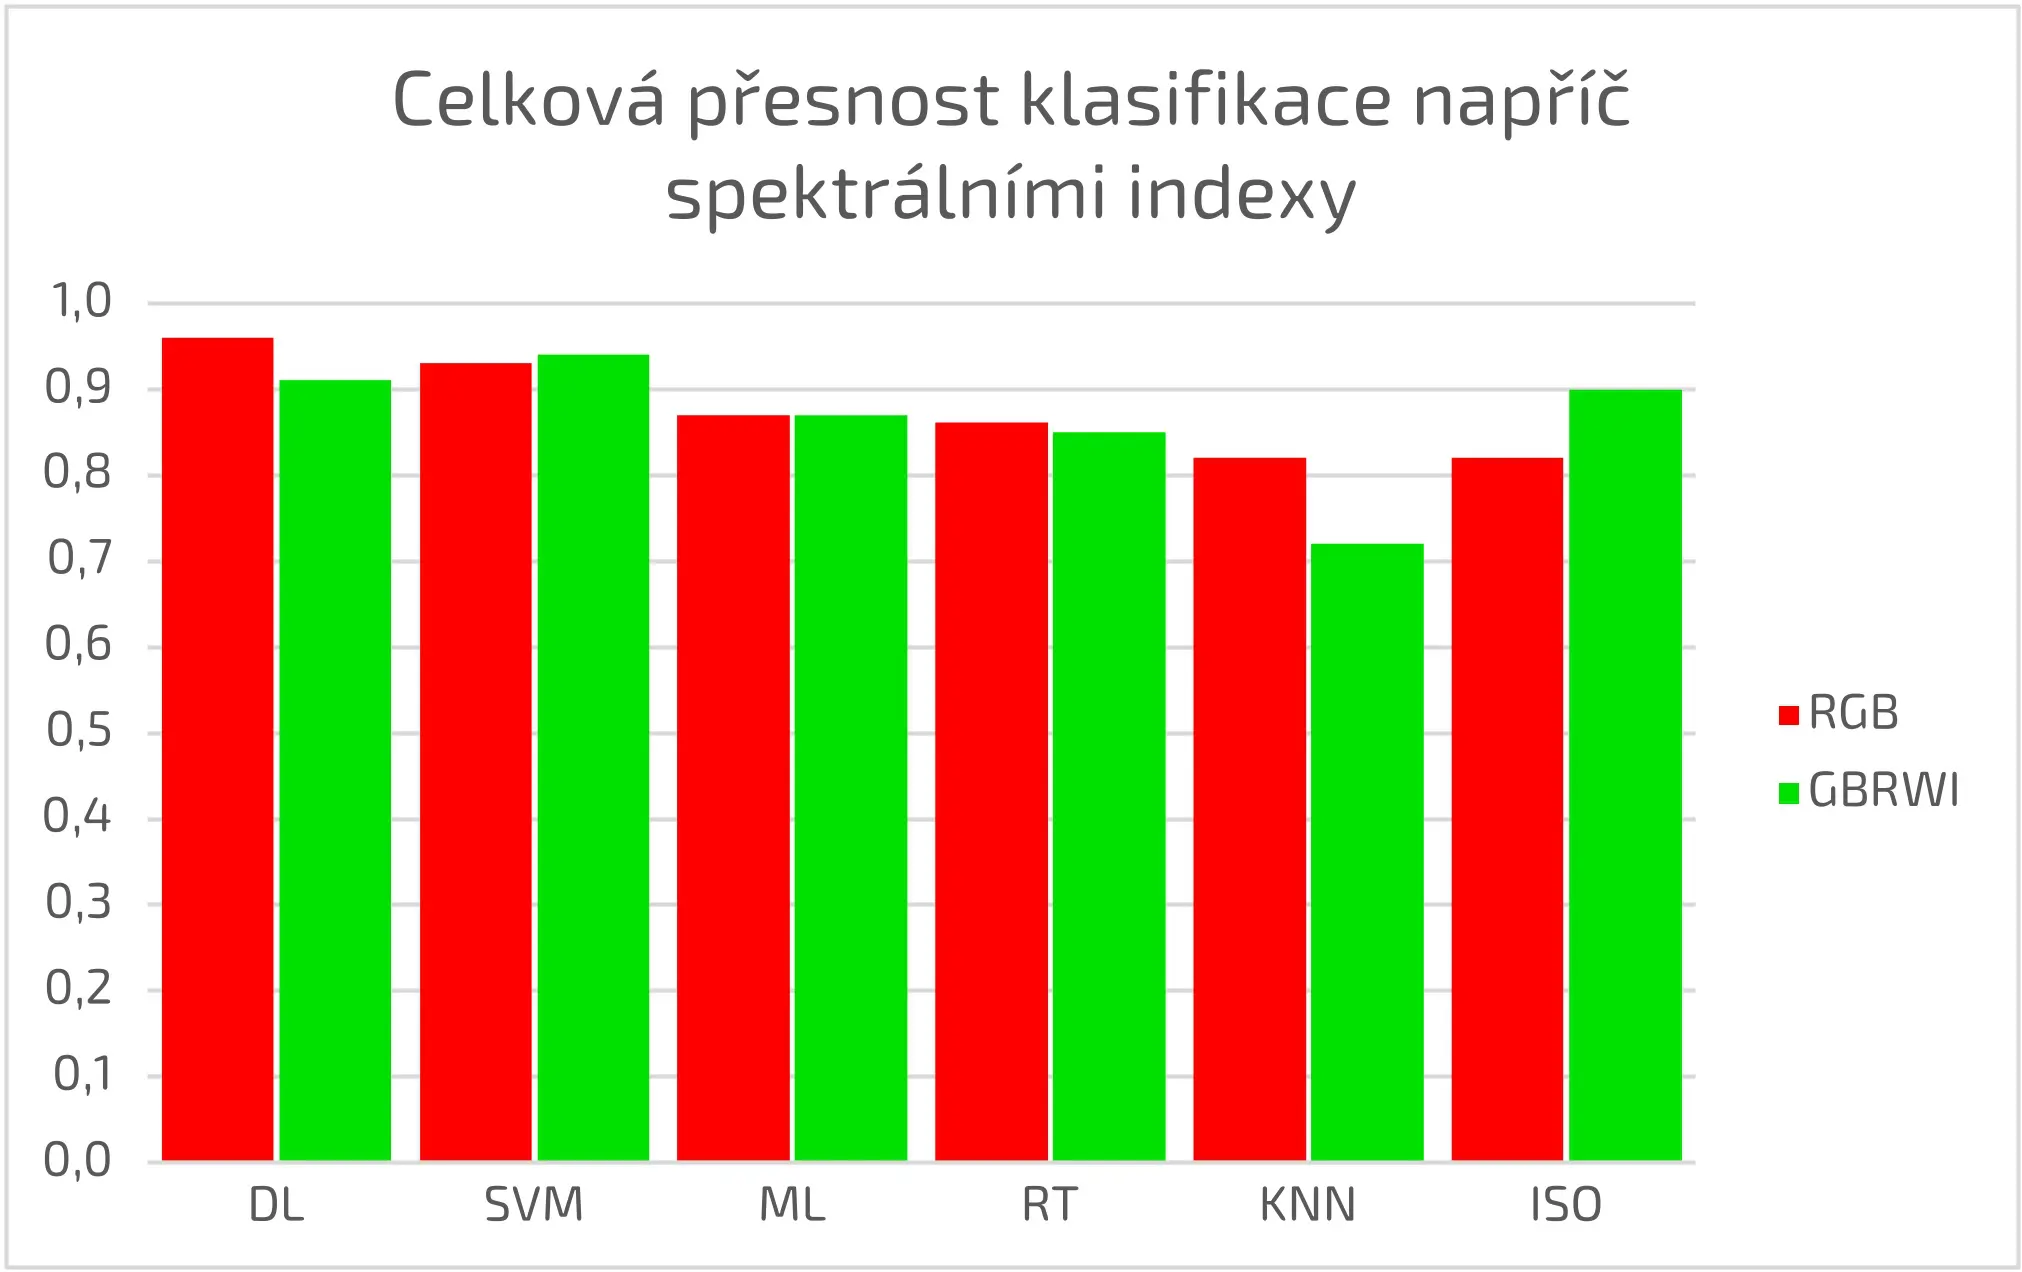 Celková přesnost klasifikace napříč
spektrálními indexy
1,0
0,9
0,8
0,7
0,6
0,5
0,4
0,3
0,2
0,1
0,0
DL SVM ML RT KNN ISO
RGB
GBRWI